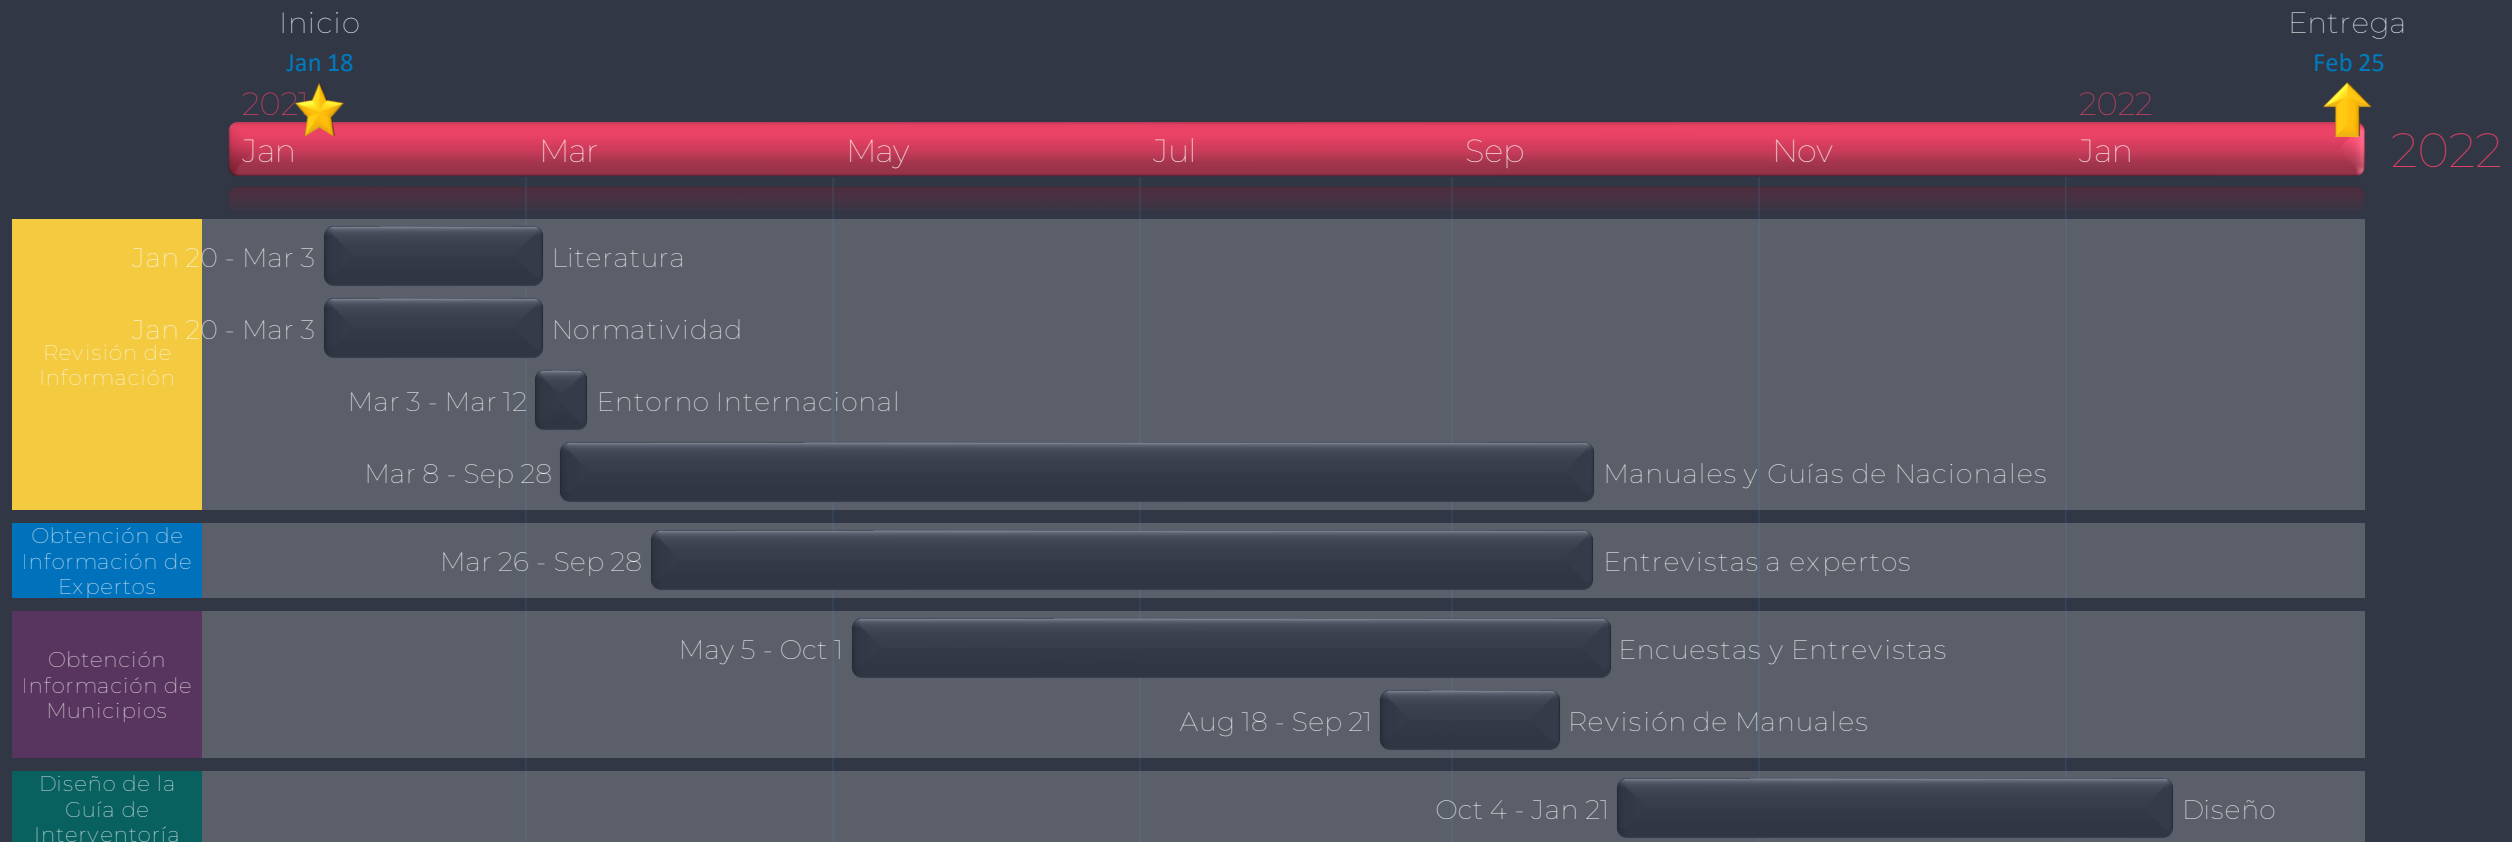 Inicio
Entrega
Jan 18
Feb 25
2021
2022
Jan
Mar
May
Jul
Sep
Nov
Jan
2022
Revisión de
Información
Jan 20 - Mar 3
Literatura
Jan 20 - Mar 3
Normatividad
Mar 3 - Mar 12
Entorno Internacional
Mar 8 - Sep 28
Manuales y Guías de Nacionales
Obtención de
Información de
Expertos
Mar 26 - Sep 28
Entrevistas a expertos
Obtención
Información de
Municipios
May 5 - Oct 1
Encuestas y Entrevistas
Aug 18 - Sep 21
Revisión de Manuales
Diseño de la
Guía de
Interventoría
Oct 4 - Jan 21
Diseño